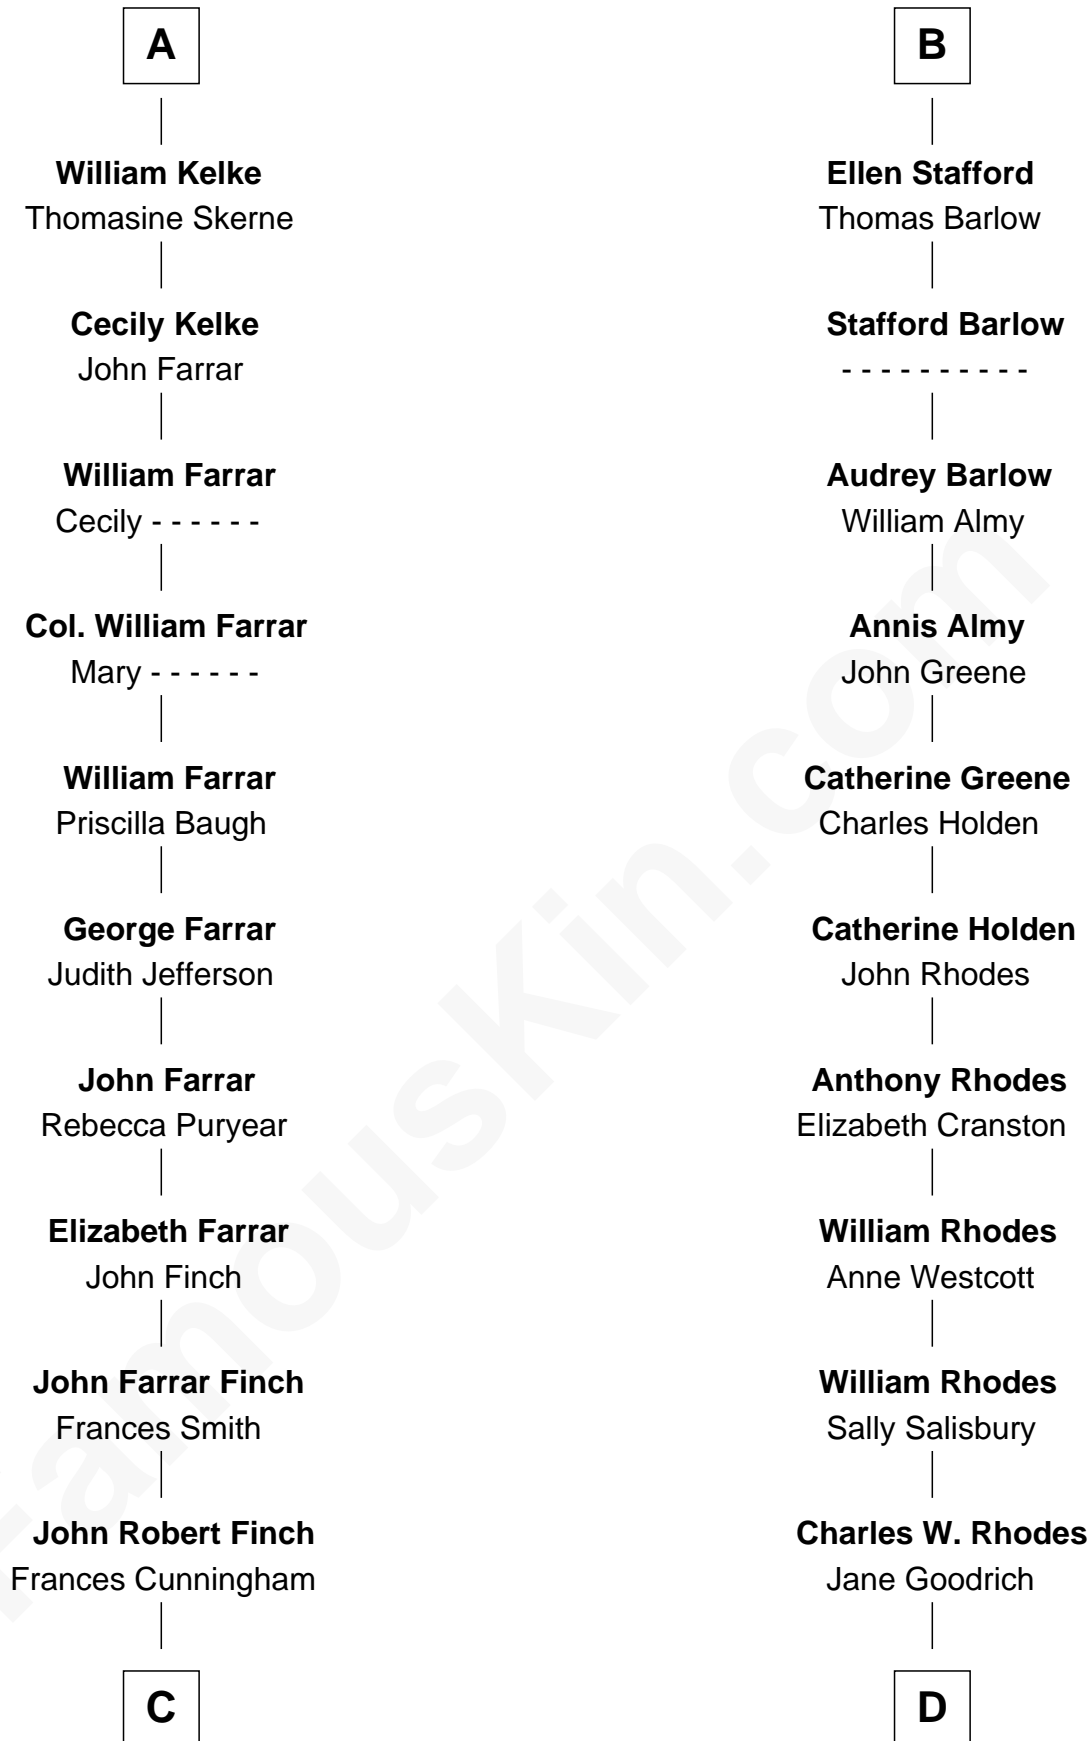 A
William Kelke
Thomasine Skerne
Cecily Kelke
John Farrar
William Farrar
Cecily - - - - - -
Col. William Farrar
Mary - - - - - -
William Farrar
Priscilla Baugh
George Farrar
Judith Jefferson
John Farrar
Rebecca Puryear
Elizabeth Farrar
John Finch
John Farrar Finch
Frances Smith
John Robert Finch
Frances Cunningham
C
B
Ellen Stafford
Thomas Barlow
Stafford Barlow
- - - - - - - - - -
Audrey Barlow
William Almy
Annis Almy
John Greene
Catherine Greene
Charles Holden
Catherine Holden
John Rhodes
Anthony Rhodes
Elizabeth Cranston
William Rhodes
Anne Westcott
William Rhodes
Sally Salisbury
Charles W. Rhodes
Jane Goodrich
D
FamousKin.com